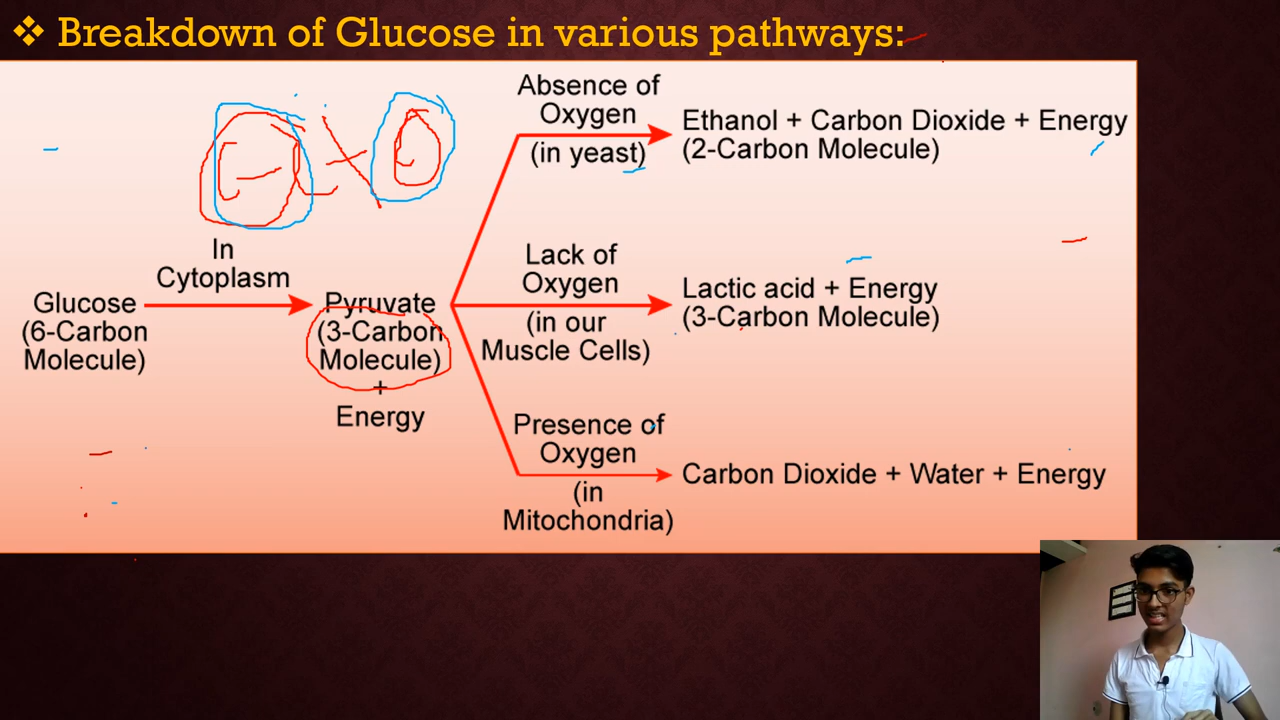 Breakdown of Glucose in various pathways:
Glucose
(6-Carbon
Molecule)
In
Cytoplasm
Pyruvate
(3-Carbon
Molecule)
+
Energy
Absence of
Oxygen
(in yeast)
Ethanol + Carbon Dioxide + Energy
(2-Carbon Molecule)
Lack of
Oxygen
(in our
Muscle Cells)
Lactic acid + Energy
(3-Carbon Molecule)
Presence of
Oxygen
(in
Mitochondria)
Carbon Dioxide + Water + Energy